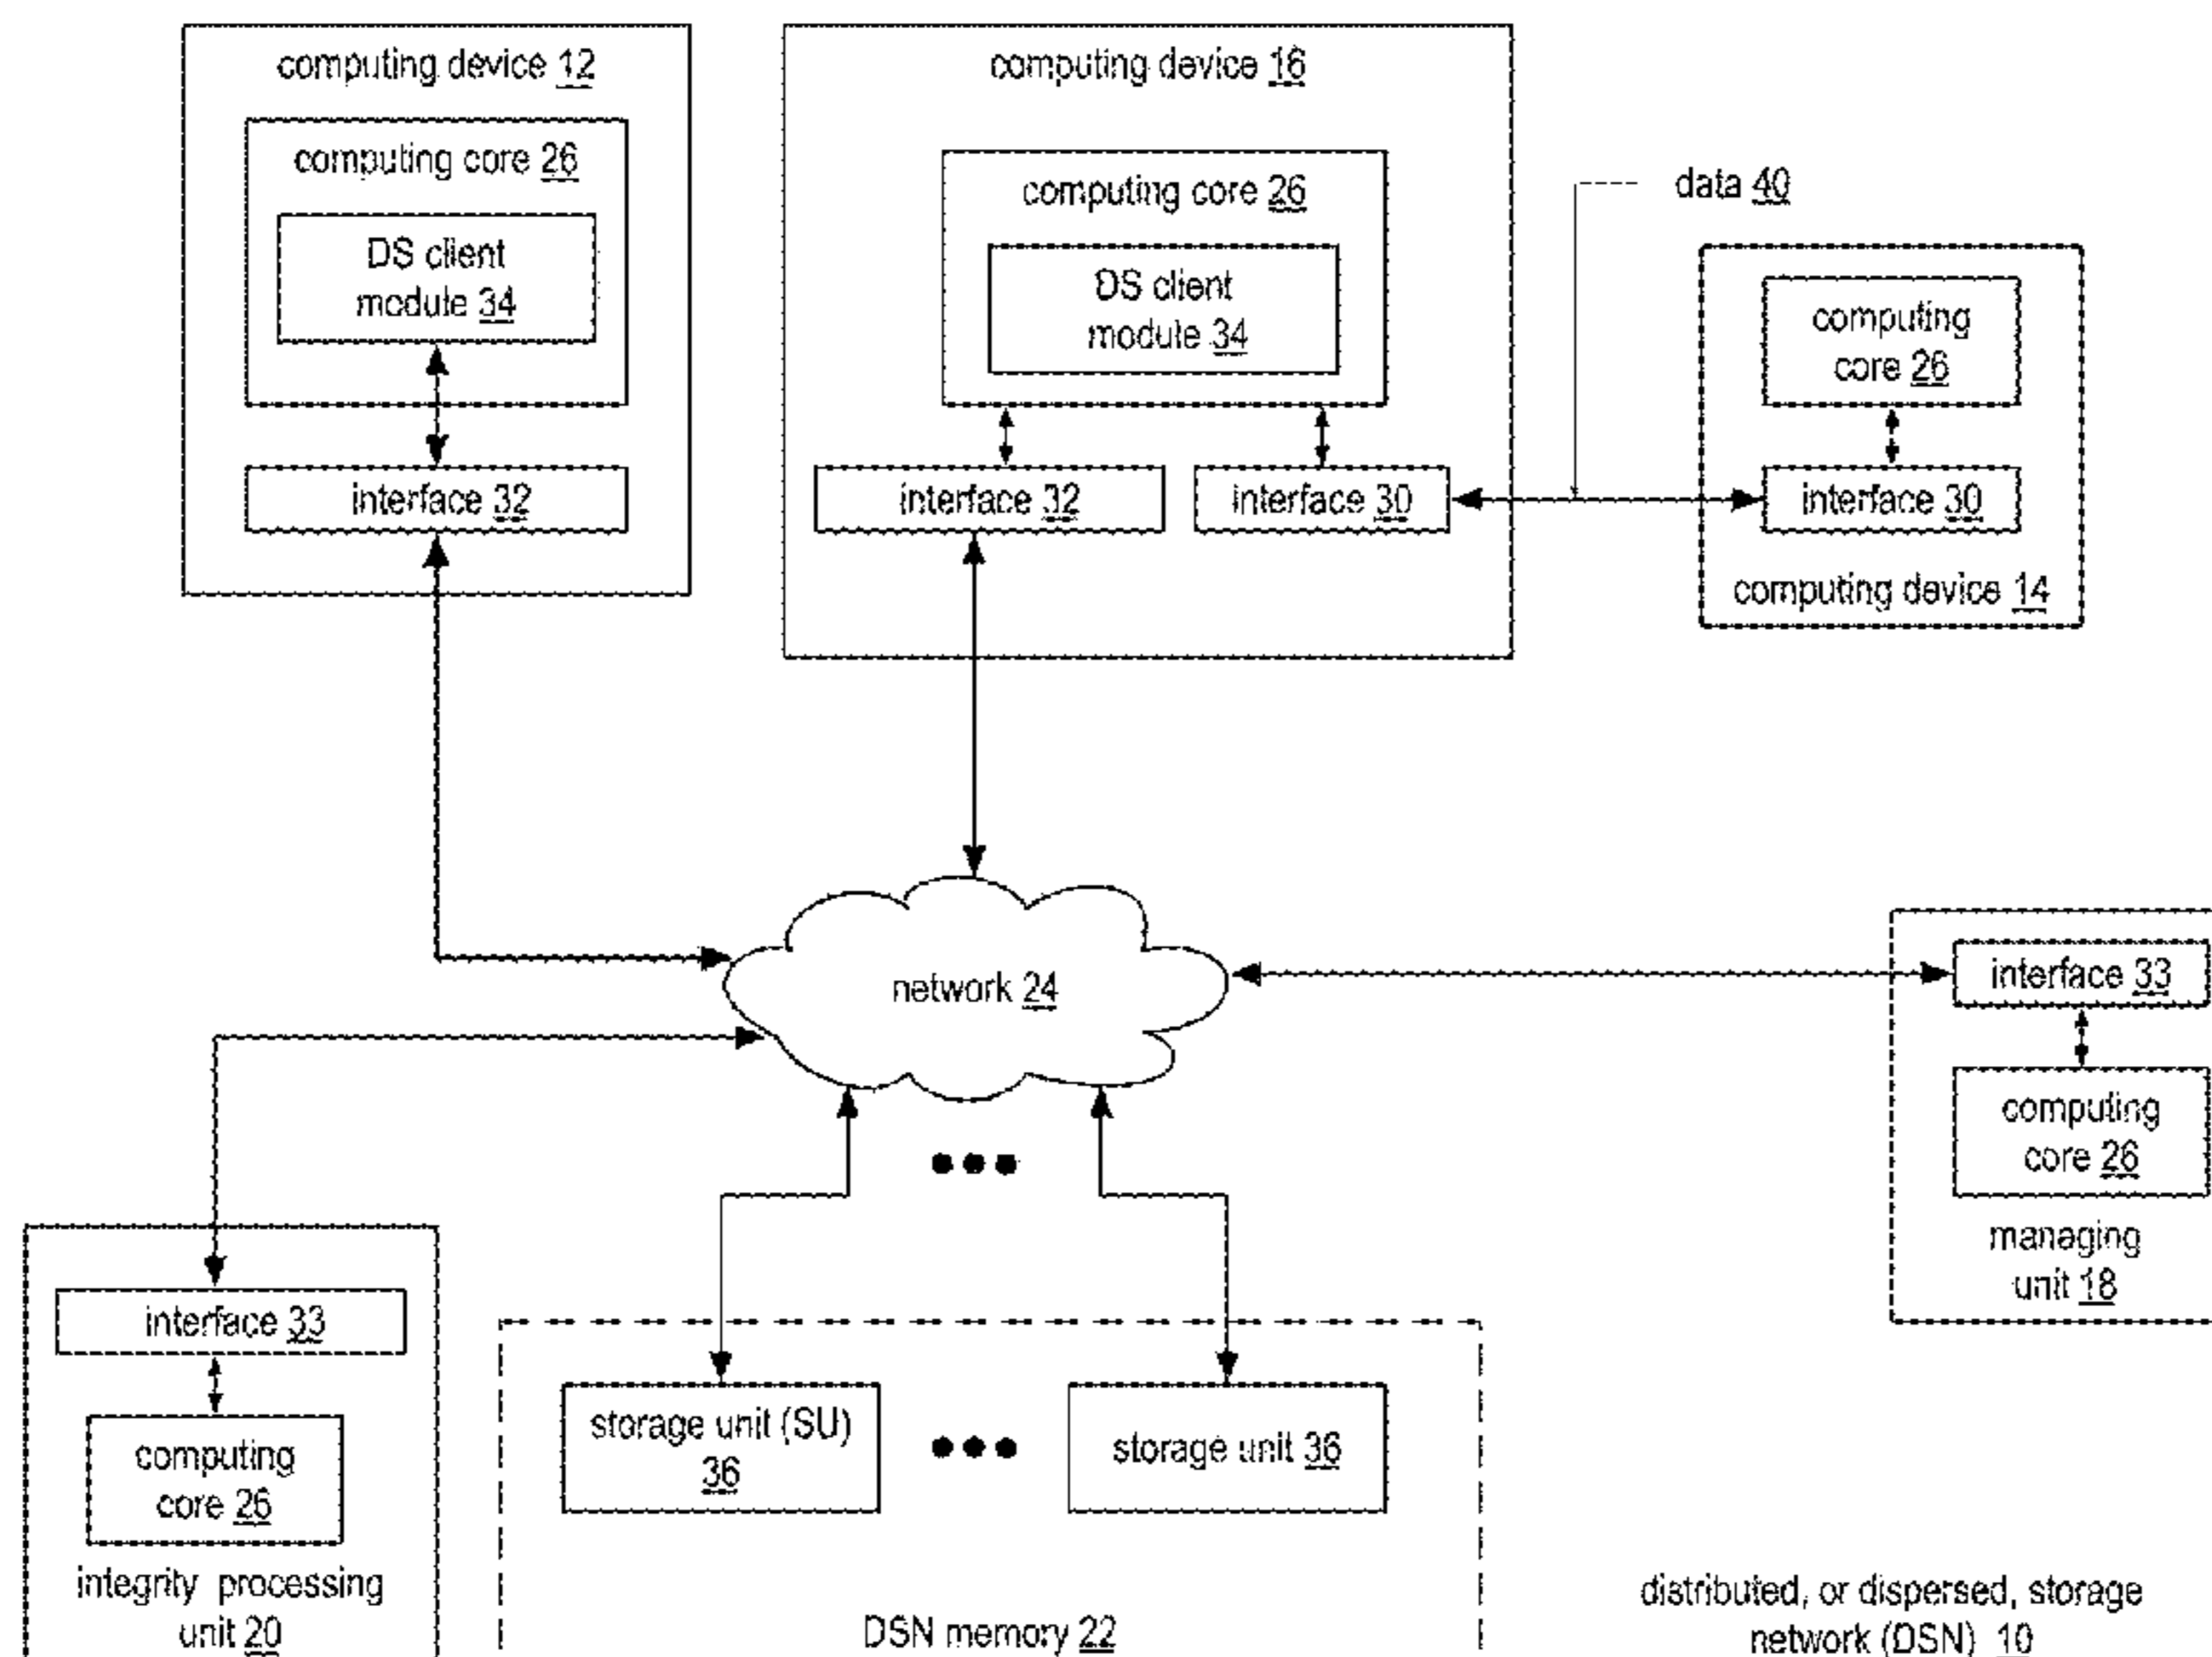 computing device 12
computing core 26
DS client
module 34
interface 32
computing device 16
computing core 26
DS client
module 34
interface 32
interface 30
data 40
computing
core 26
interface 30
computing device 14
network 24
interface 33
computing
core 26
managing
unit 18
interface 33
computing
core 26
integrity processing
unit 20
storage unit (SU)
36
storage unit 36
DSN memory 22
distributed, or dispersed, storage
network (DSN) 10